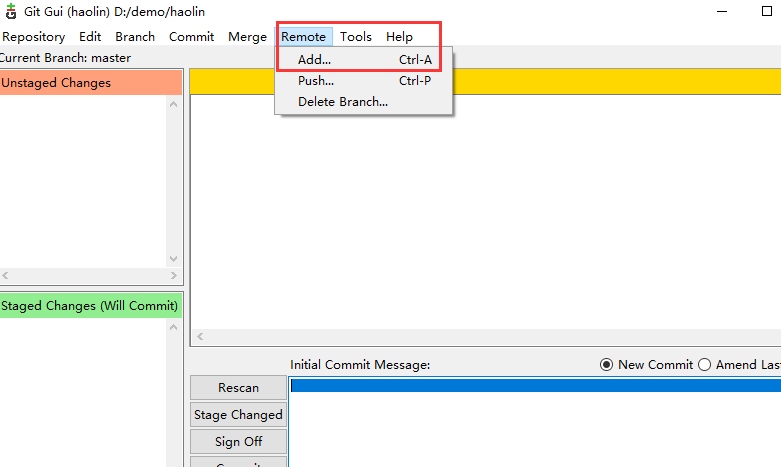 Git Gui (haolin) D:/demo/haolin
Repository Edit Branch Commit Merge Remote Tools Help
Current Branch: master
Add... Ctrl-A
Push... Ctrl-P
Delete Branch...
Unstaged Changes
Staged Changes (Will Commit)
Initial Commit Message: New Commit Amend Las
Rescan
Stage Changed
Sign Off
Commit